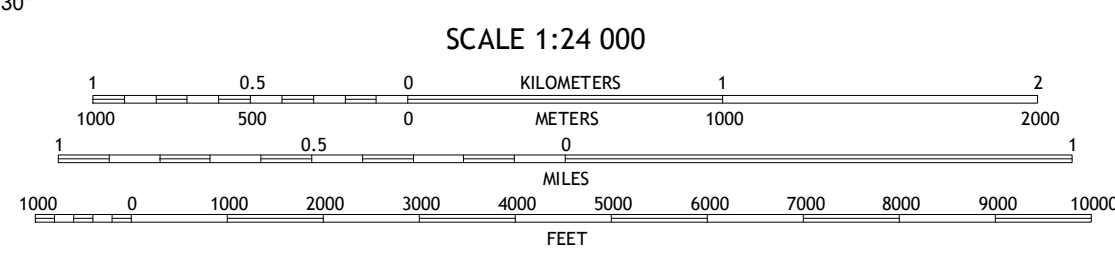 30"
SCALE 1:24 000
1 0.5 0 KILOMETERS 1 2
1000 500 0 METERS 1000 2000
1 0.5 0 1
MILES
1000 0 1000 2000 3000 4000 5000 6000 7000 8000 9000 10000
FEET